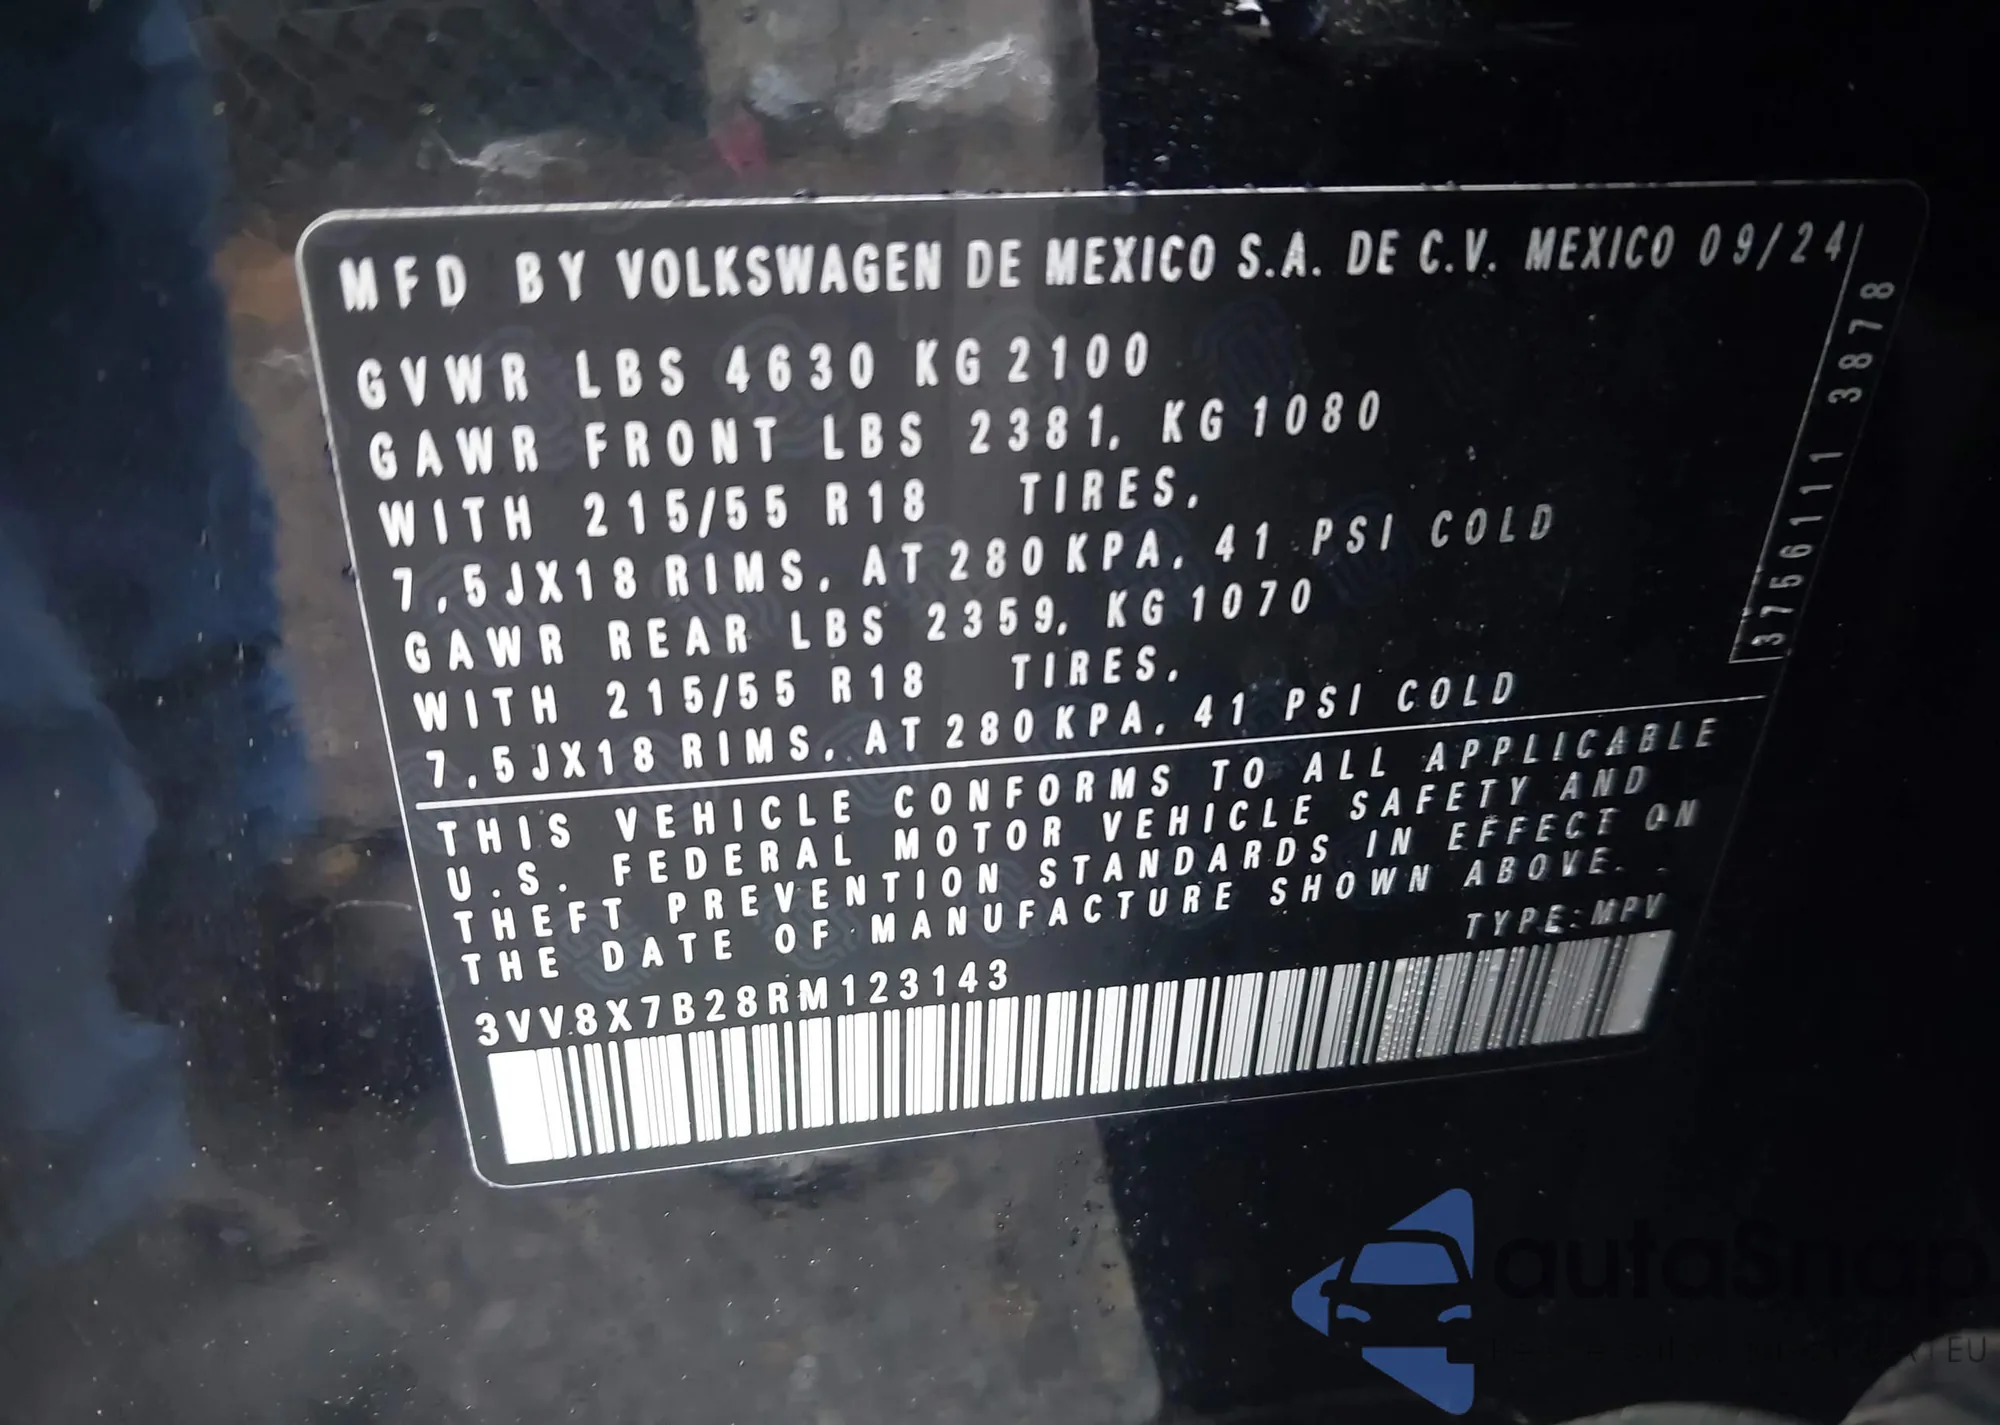 MFD BY VOLKSWAGEN DE MEXICO S.A. DE C.V. MEXICO 09/24
GVWR LBS 4630 KG 2100
GAWR FRONT LBS 2381, KG 1080
WITH 215/55 R18 TIRES,
7,5JX18 RIMS, AT 280 KPA, 41 PSI COLD
GAWR REAR LBS 2359, KG 1070
WITH 215/55 R18 TIRES,
7,5JX18 RIMS, AT 280 KPA, 41 PSI COLD
3756111 3878
THIS VEHICLE CONFORMS TO ALL APPLICABLE
U.S. FEDERAL MOTOR VEHICLE SAFETY AND
THEFT PREVENTION STANDARDS IN EFFECT ON
THE DATE OF MANUFACTURE SHOWN ABOVE.
TYPE:MPV
3VV8X7B28RM123143
autoSnap